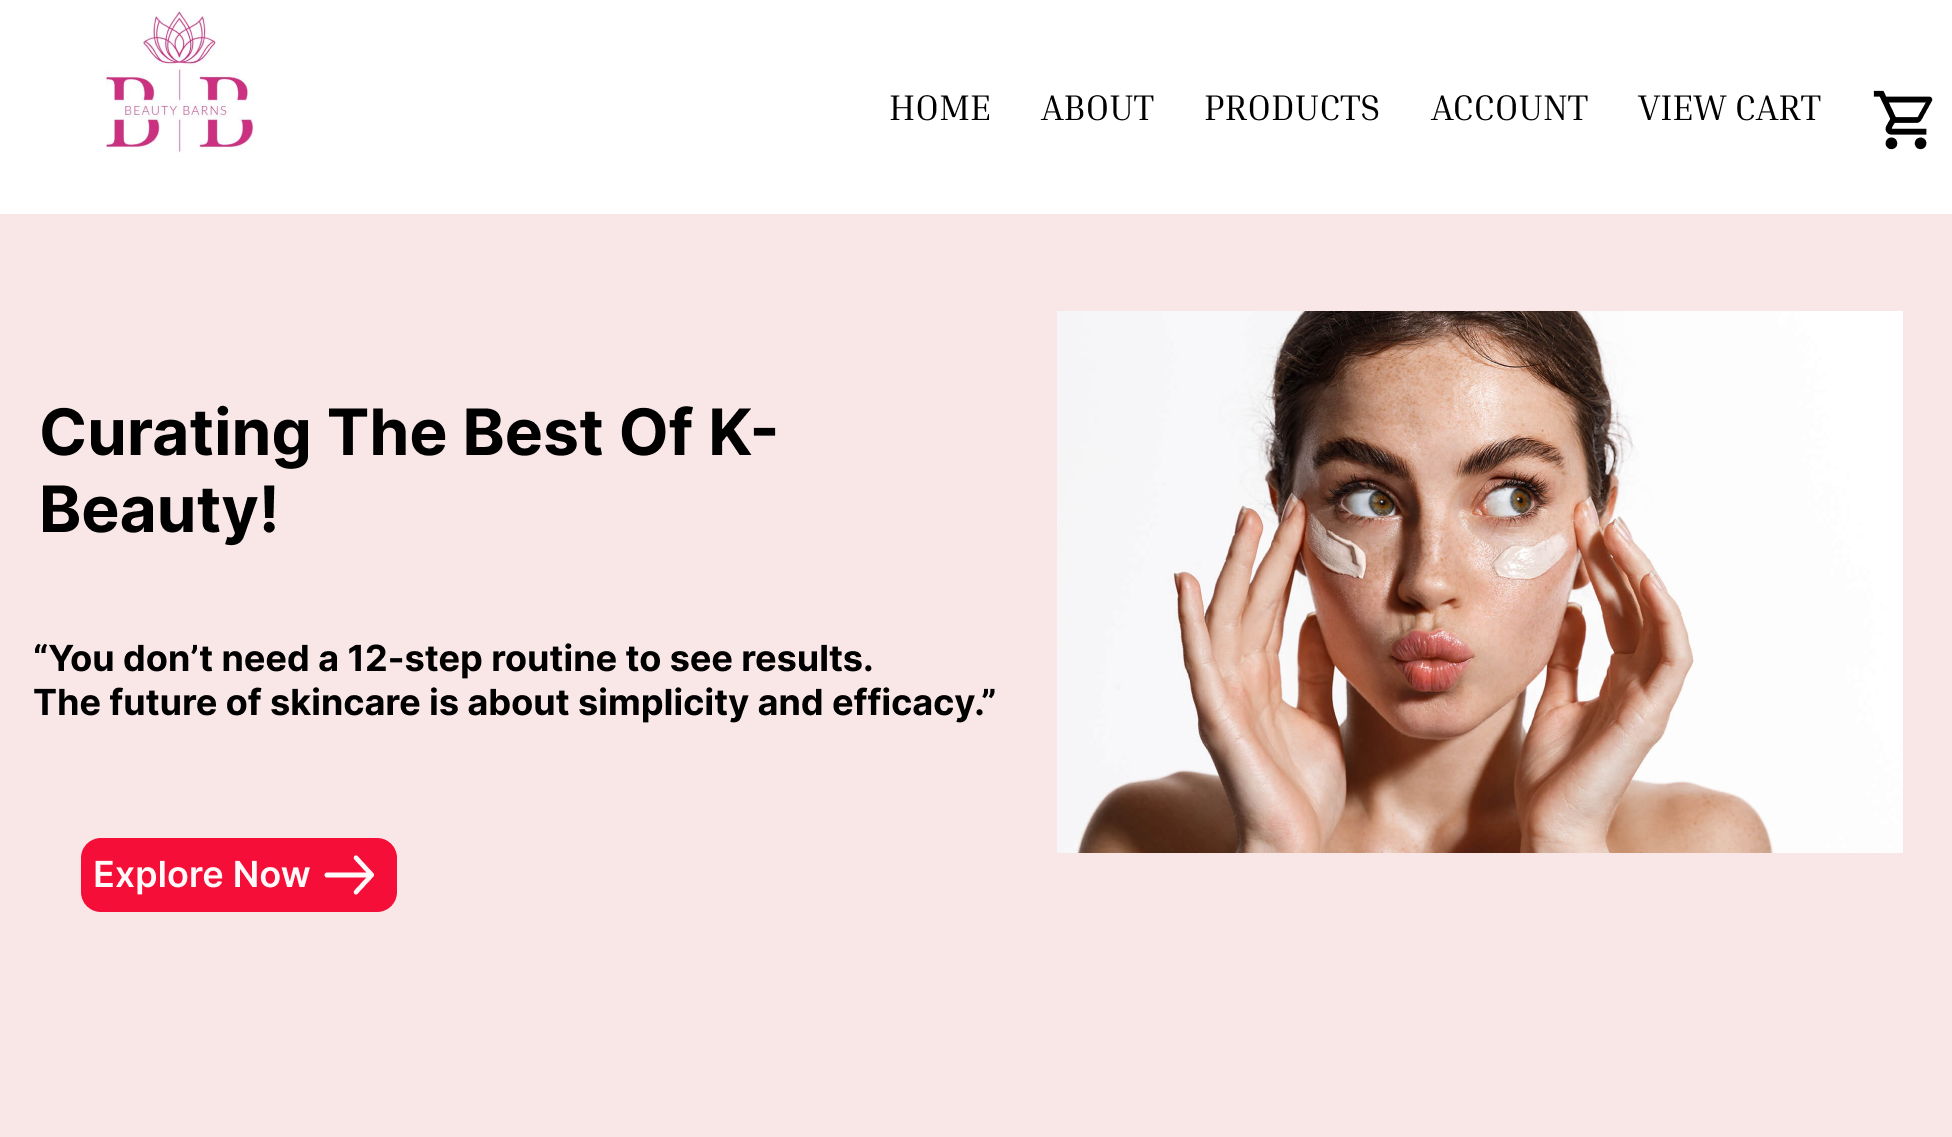 B B
BEAUTY BARNS
HOME ABOUT PRODUCTS ACCOUNT VIEW CART
Curating The Best Of K-
Beauty!
“You don’t need a 12-step routine to see results.
The future of skincare is about simplicity and efficacy.”
Explore Now